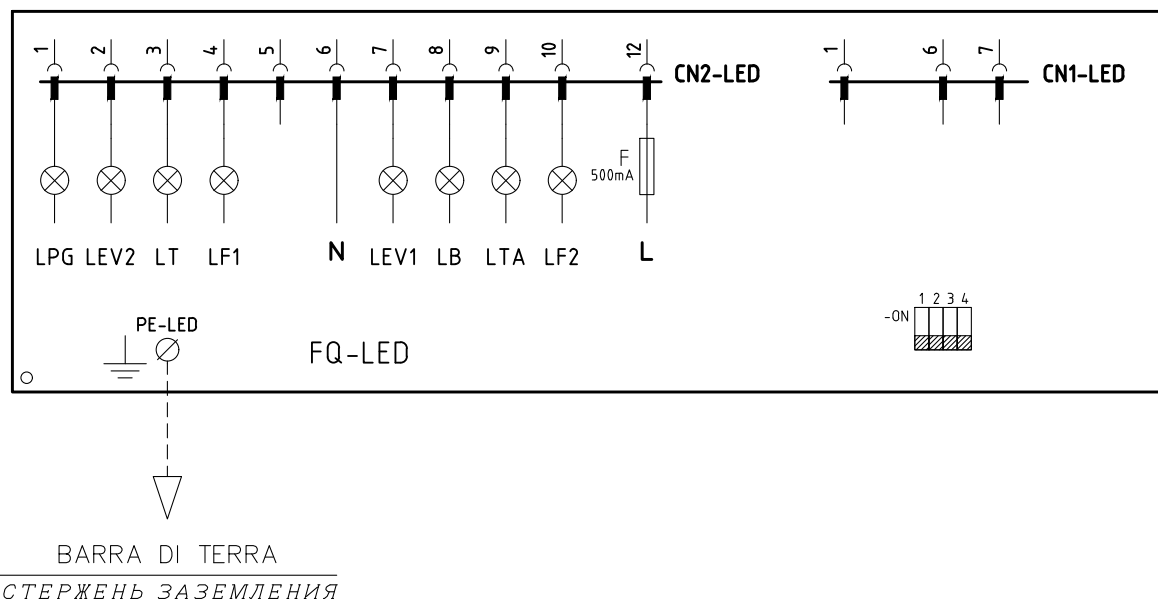 1 2 3 4 5 6 7 8 9 10 12 CN2-LED 1 6 7 CN1-LED
F
500mA
LPG LEV2 LT LF1 N LEV1 LB LTA LF2 L
1 2 3 4
-ON
PE-LED
FQ-LED
BARRA DI TERRA
СТЕРЖЕНЬ ЗАЗЕМЛЕНИЯ